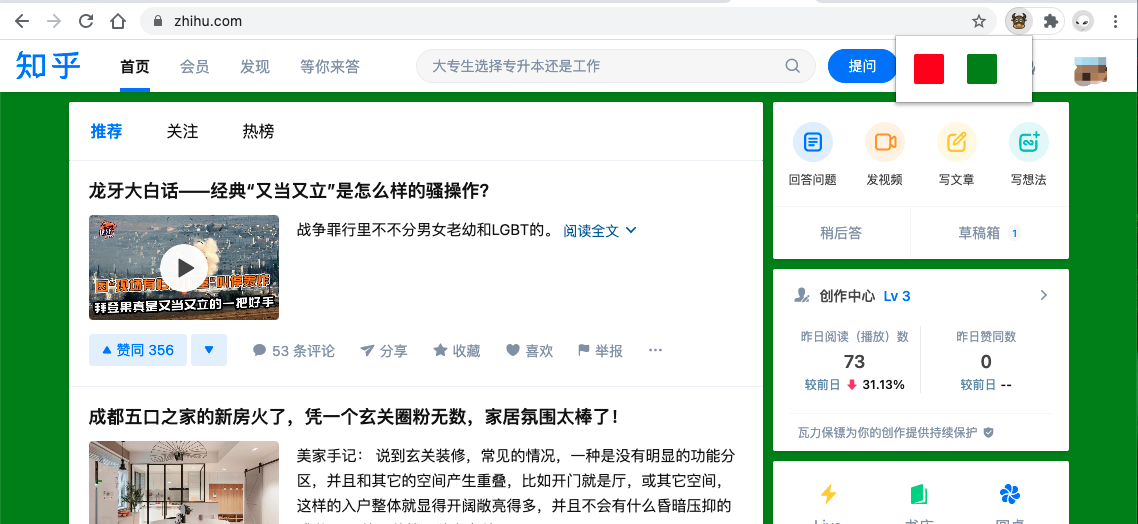 zhihu.com
知乎 首页 会员 发现 等你来答 大专生选择专升本还是工作 提问
推荐 关注 热榜
龙牙大白话——经典“又当又立”是怎么样的骚操作?
战争罪行里不不分男女老幼和LGBT的。 阅读全文
拜登果真是又当又立的一把好手
赞同 356 53 条评论 分享 收藏 喜欢 举报
成都五口之家的新房火了，凭一个玄关圈粉无数，家居氛围太棒了!
美家手记： 说到玄关装修，常见的情况，一种是没有明显的功能分
区，并且和其它的空间产生重叠，比如开门就是厅，或其它空间，
这样的入户整体就显得开阔敞亮得多，并且不会有什么昏暗压抑的
回答问题 发视频 写文章 写想法
稍后答 草稿箱 1
创作中心 Lv 3
昨日阅读（播放）数 昨日赞同数
73 0
较前日 31.13% 较前日 --
瓦力保镖为你的创作提供持续保护